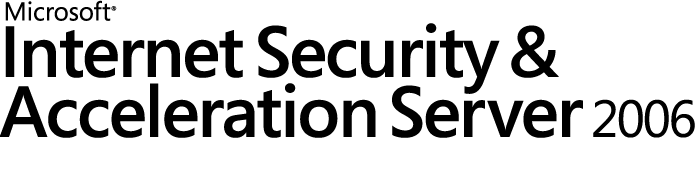 Microsoft®
Internet Security &
Acceleration Server 2006